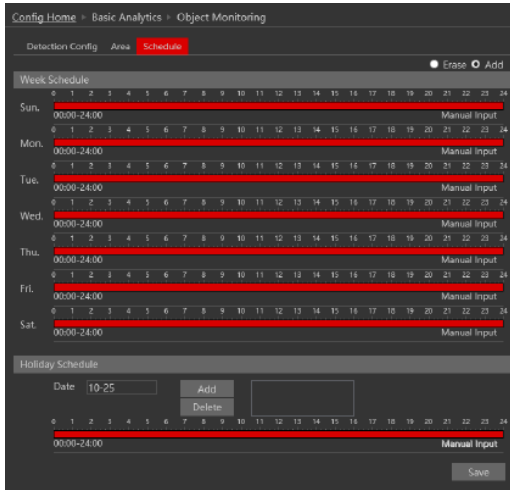 Config Home ▸ Basic Analytics ▸ Object Monitoring
Detection Config Area Schedule
Erase Add
Week Schedule
0 1 2 3 4 5 6 7 8 9 10 11 12 13 14 15 16 17 18 19 20 21 22 23 24
Sun.
00:00-24:00 Manual Input
0 1 2 3 4 5 6 7 8 9 10 11 12 13 14 15 16 17 18 19 20 21 22 23 24
Mon.
00:00-24:00 Manual Input
0 1 2 3 4 5 6 7 8 9 10 11 12 13 14 15 16 17 18 19 20 21 22 23 24
Tue.
00:00-24:00 Manual Input
0 1 2 3 4 5 6 7 8 9 10 11 12 13 14 15 16 17 18 19 20 21 22 23 24
Wed.
00:00-24:00 Manual Input
0 1 2 3 4 5 6 7 8 9 10 11 12 13 14 15 16 17 18 19 20 21 22 23 24
Thu.
00:00-24:00 Manual Input
0 1 2 3 4 5 6 7 8 9 10 11 12 13 14 15 16 17 18 19 20 21 22 23 24
Fri.
00:00-24:00 Manual Input
0 1 2 3 4 5 6 7 8 9 10 11 12 13 14 15 16 17 18 19 20 21 22 23 24
Sat.
00:00-24:00 Manual Input
Holiday Schedule
Date 10-25 Add
Delete
0 1 2 3 4 5 6 7 8 9 10 11 12 13 14 15 16 17 18 19 20 21 22 23 24
00:00-24:00 Manual Input
Save